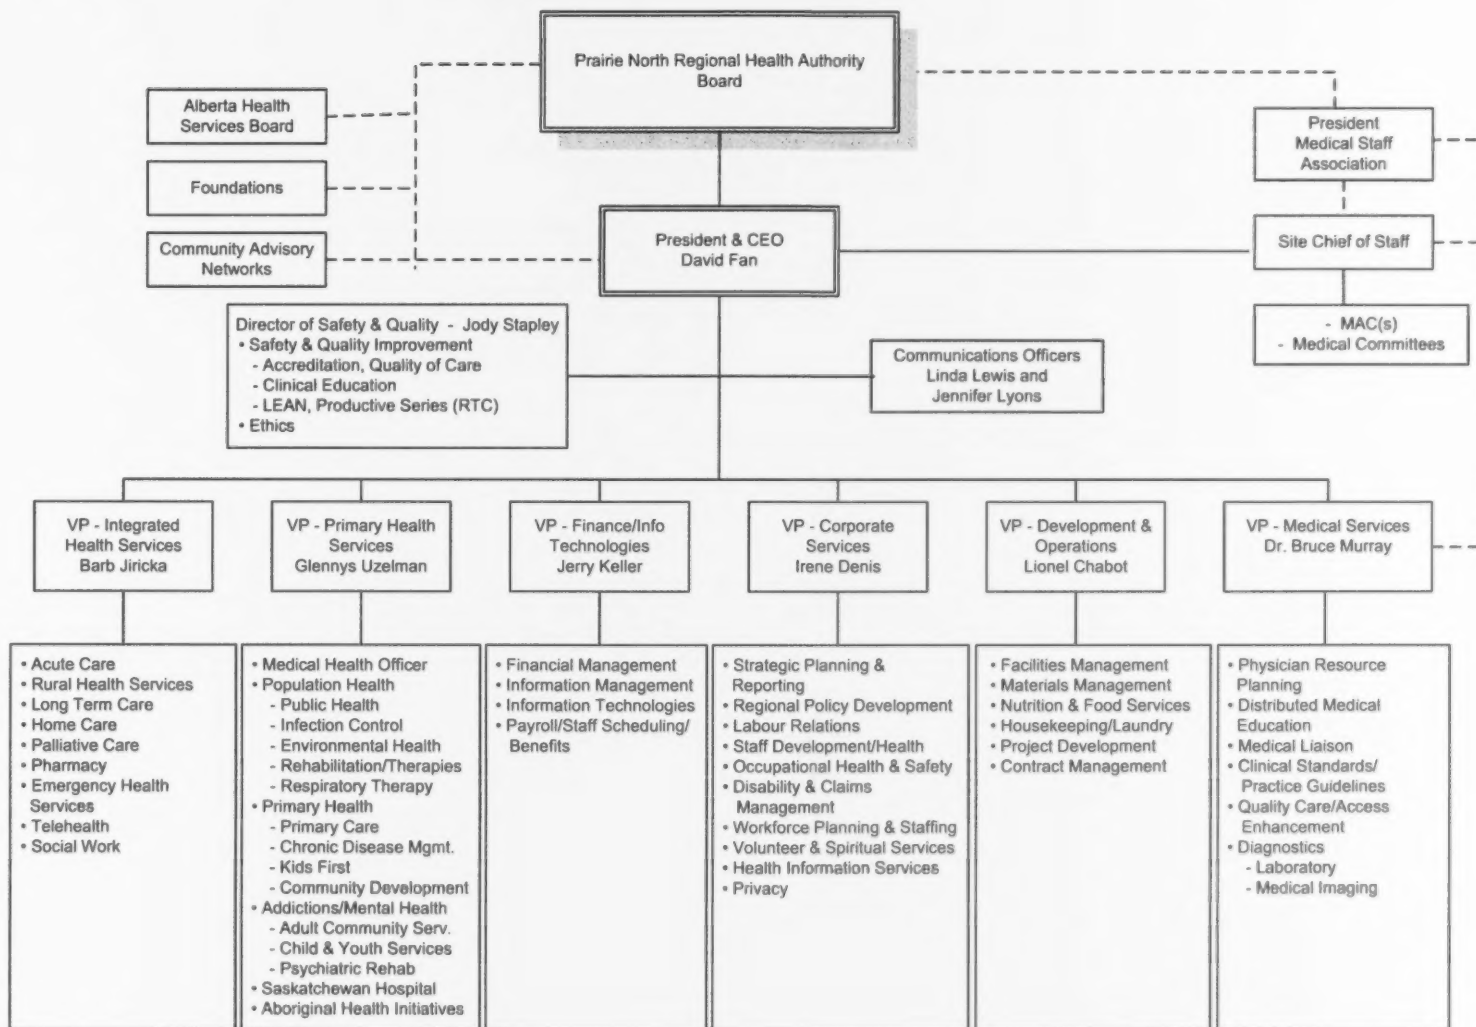 Prairie North Regional Health Authority
Board
Alberta Health
Services Board
Foundations
Community Advisory
Networks
President
Medical Staff
Association
President & CEO
David Fan
Site Chief of Staff
- MAC(s)
- Medical Committees
Director of Safety & Quality - Jody Stapley
• Safety & Quality Improvement
- Accreditation, Quality of Care
- Clinical Education
- LEAN, Productive Series (RTC)
• Ethics
Communications Officers
Linda Lewis and
Jennifer Lyons
VP - Integrated
Health Services
Barb Jiricka
VP - Primary Health
Services
Glennys Uzelman
VP - Finance/Info
Technologies
Jerry Keller
VP - Corporate
Services
Irene Denis
VP - Development &
Operations
Lionel Chabot
VP - Medical Services
Dr. Bruce Murray
• Acute Care
• Rural Health Services
• Long Term Care
• Home Care
• Palliative Care
• Pharmacy
• Emergency Health
Services
• Telehealth
• Social Work
• Medical Health Officer
• Population Health
- Public Health
- Infection Control
- Environmental Health
- Rehabilitation/Therapies
- Respiratory Therapy
• Primary Health
- Primary Care
- Chronic Disease Mgmt.
- Kids First
- Community Development
• Addictions/Mental Health
- Adult Community Serv.
- Child & Youth Services
- Psychiatric Rehab
• Saskatchewan Hospital
• Aboriginal Health Initiatives
• Financial Management
• Information Management
• Information Technologies
• Payroll/Staff Scheduling/
Benefits
• Strategic Planning &
Reporting
• Regional Policy Development
• Labour Relations
• Staff Development/Health
• Occupational Health & Safety
• Disability & Claims
Management
• Workforce Planning & Staffing
• Volunteer & Spiritual Services
• Health Information Services
• Privacy
• Facilities Management
• Materials Management
• Nutrition & Food Services
• Housekeeping/Laundry
• Project Development
• Contract Management
• Physician Resource
Planning
• Distributed Medical
Education
• Medical Liaison
• Clinical Standards/
Practice Guidelines
• Quality Care/Access
Enhancement
• Diagnostics
- Laboratory
- Medical Imaging